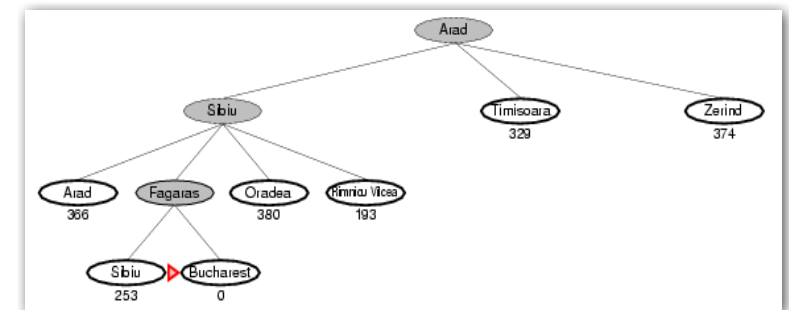 Arad
Sibiu
Timisoara
Zerind
329
374
Arad
Fagaras
Oradea
Rimnicu Vilcea
366
380
193
Sibiu
Bucharest
253
0